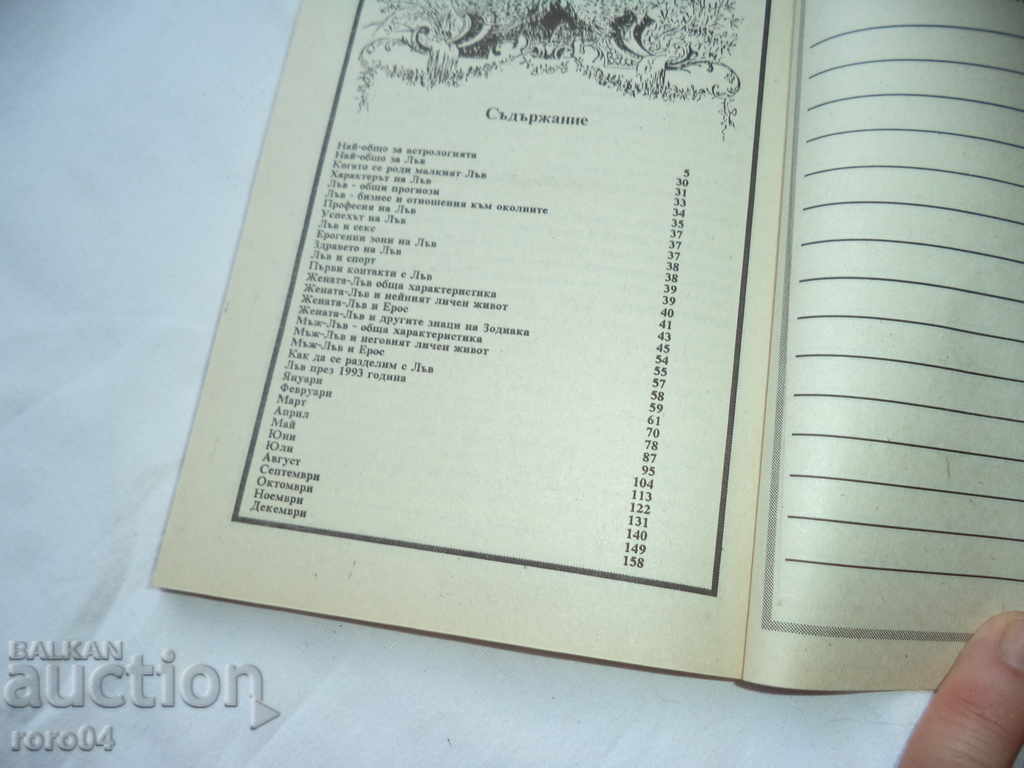 Съдържание
Най-общо за астрологията 5
Най-общо за Лъв 30
Когато се роди малкият Лъв 31
Характерът на Лъв 33
Лъв - общи прогнози 34
Лъв - бизнес и отношения към околните 35
Професия на Лъв 37
Успехът на Лъв 37
Лъв и секс 37
Ерогенни зони на Лъв 38
Здравето на Лъв 38
Лъв и спорт 39
Първи контакти с Лъв 39
Жената-Лъв обща характеристика 40
Жената-Лъв и нейният личен живот 41
Жената-Лъв и Ерос 43
Жената-Лъв и другите знаци на Зодиака 45
Мъж-Лъв - обща характеристика 54
Мъж-Лъв и неговият личен живот 55
Мъж-Лъв и Ерос 57
Как да се разделим с Лъв 58
Лъв през 1993 година 59
Януари 61
Февруари 70
Март 78
Април 87
Май 95
Юни 104
Юли 113
Август 122
Септември 131
Октомври 140
Ноември 149
Декември 158
BALKAN
auction
roro04